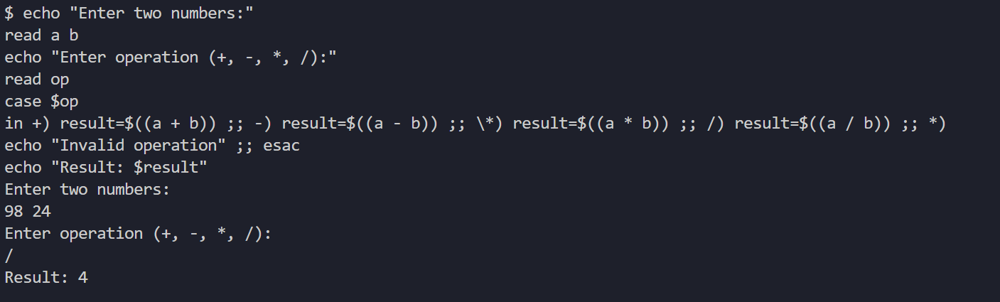 $ echo "Enter two numbers:"
read a b
echo "Enter operation (+, -, *, /):"
read op
case $op
in +) result=$((a + b)) ;; -) result=$((a - b)) ;; \*) result=$((a * b)) ;; /) result=$((a / b)) ;; *)
echo "Invalid operation" ;; esac
echo "Result: $result"
Enter two numbers:
98 24
Enter operation (+, -, *, /):
/
Result: 4